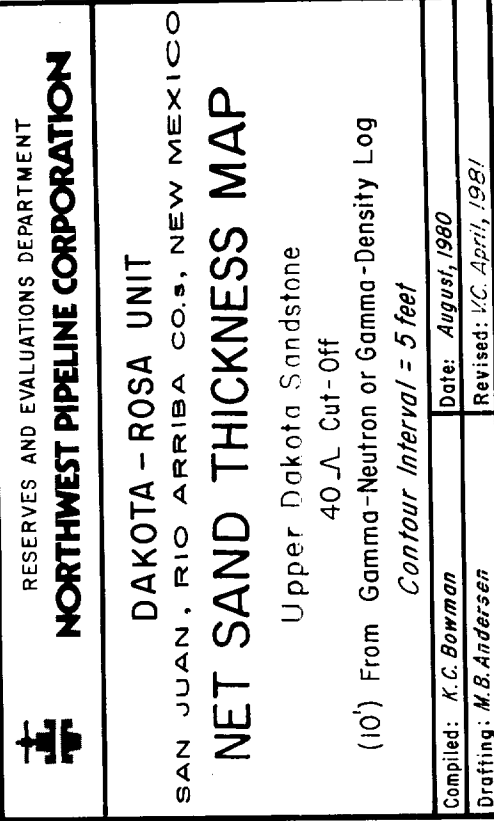 RESERVES AND EVALUATIONS DEPARTMENT
NORTHWEST PIPELINE CORPORATION
DAKOTA-ROSA UNIT
SAN JUAN, RIO ARRIBA CO.s, NEW MEXICO
NET SAND THICKNESS MAP
Upper Dakota Sandstone
40 Cut-Off
(10') From Gamma-Neutron or Gamma-Density Log
Contour Interval = 5 feet
Compiled: K.C. Bowman
Date: August, 1980
Drafting: M.B. Andersen
Revised: V.C. April, 1981